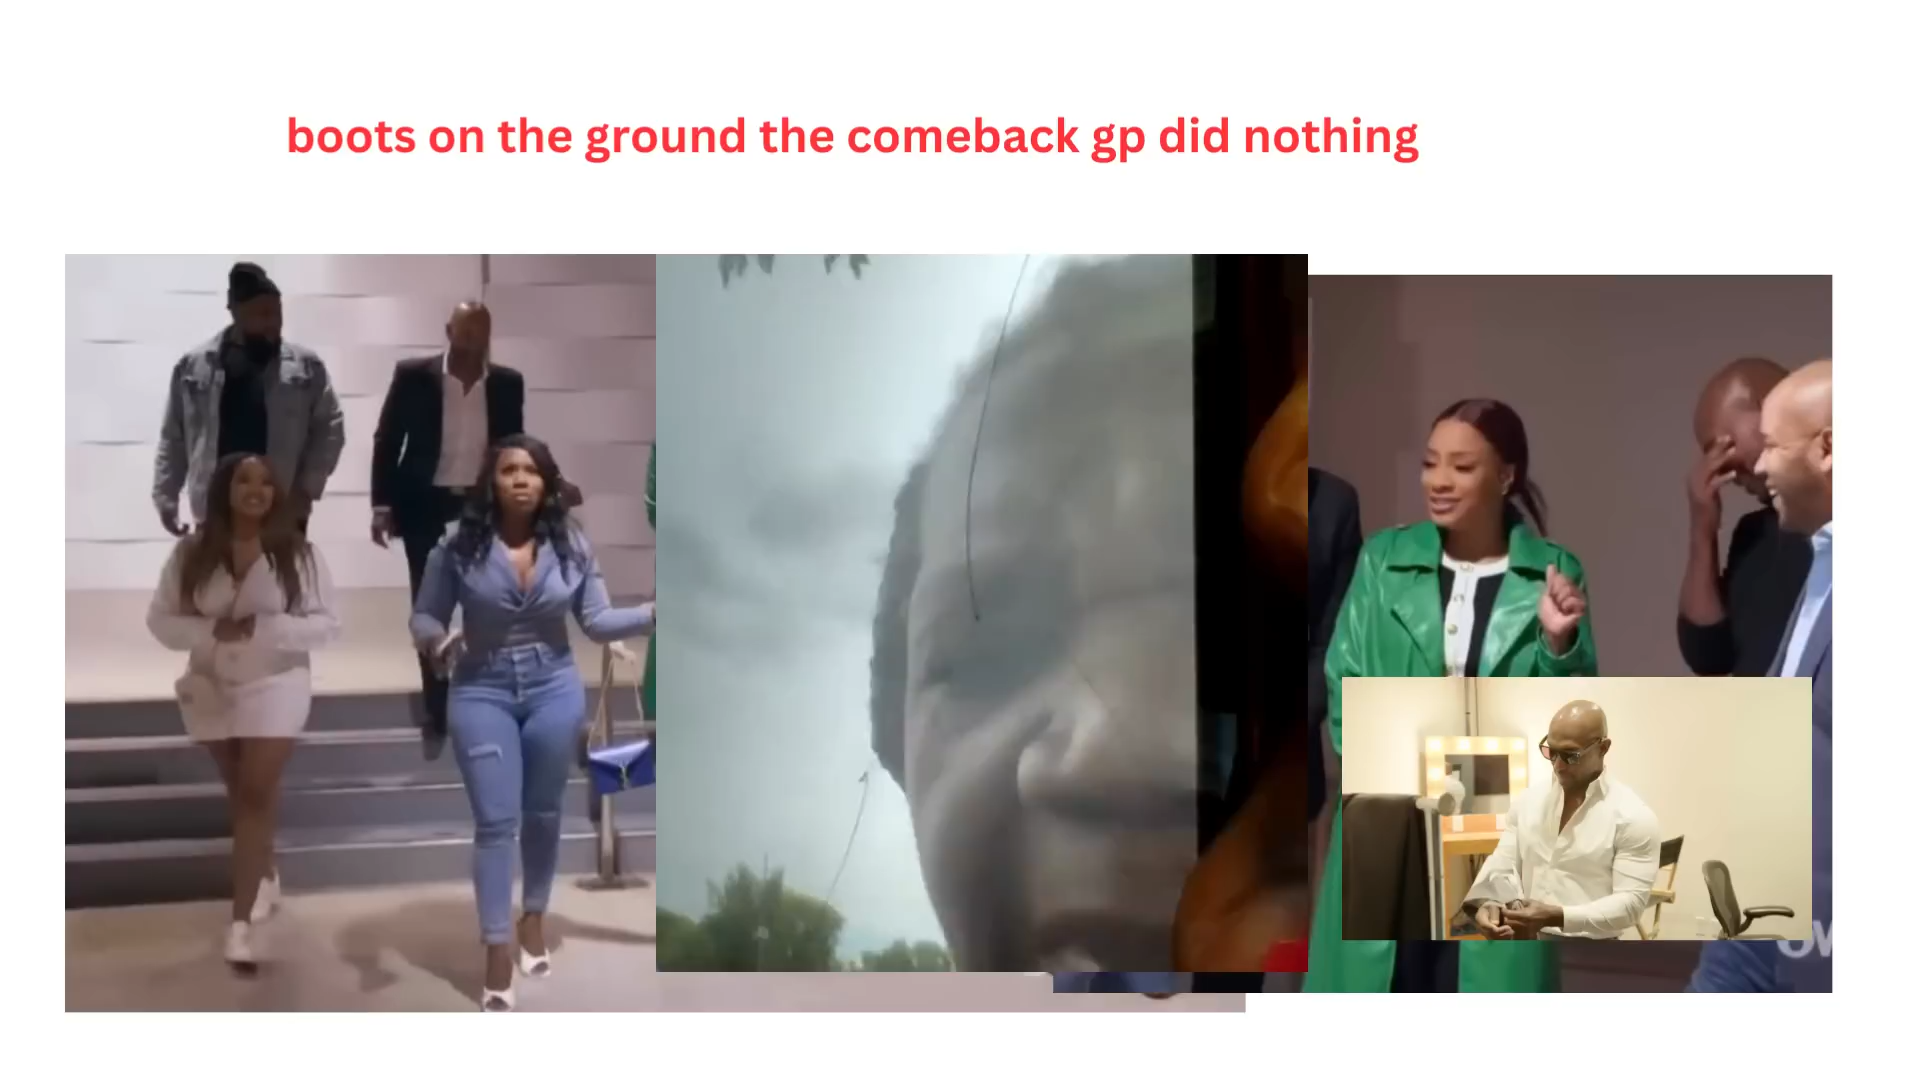 boots on the ground the comeback gp did nothing